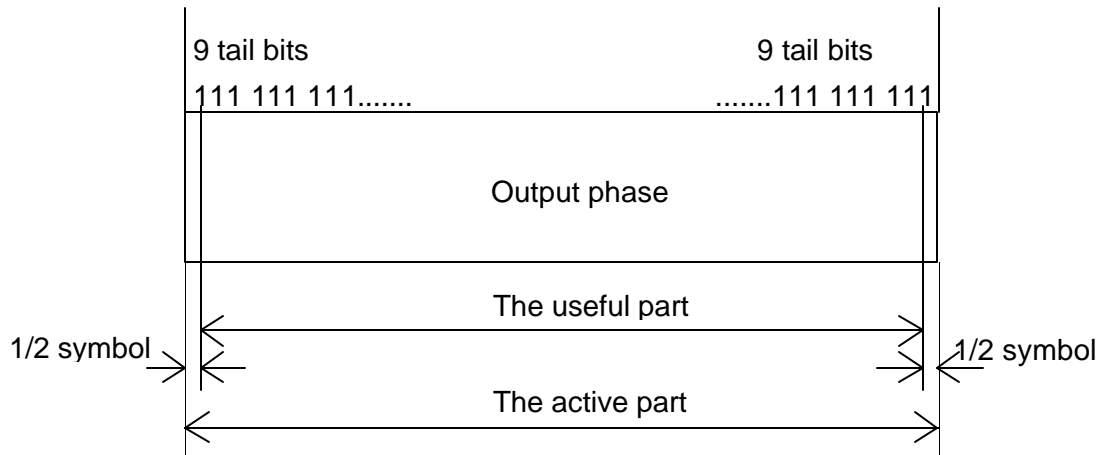 9 tail bits 9 tail bits
111 111 111....... .......111 111 111
Output phase
The useful part
1/2 symbol 1/2 symbol
The active part